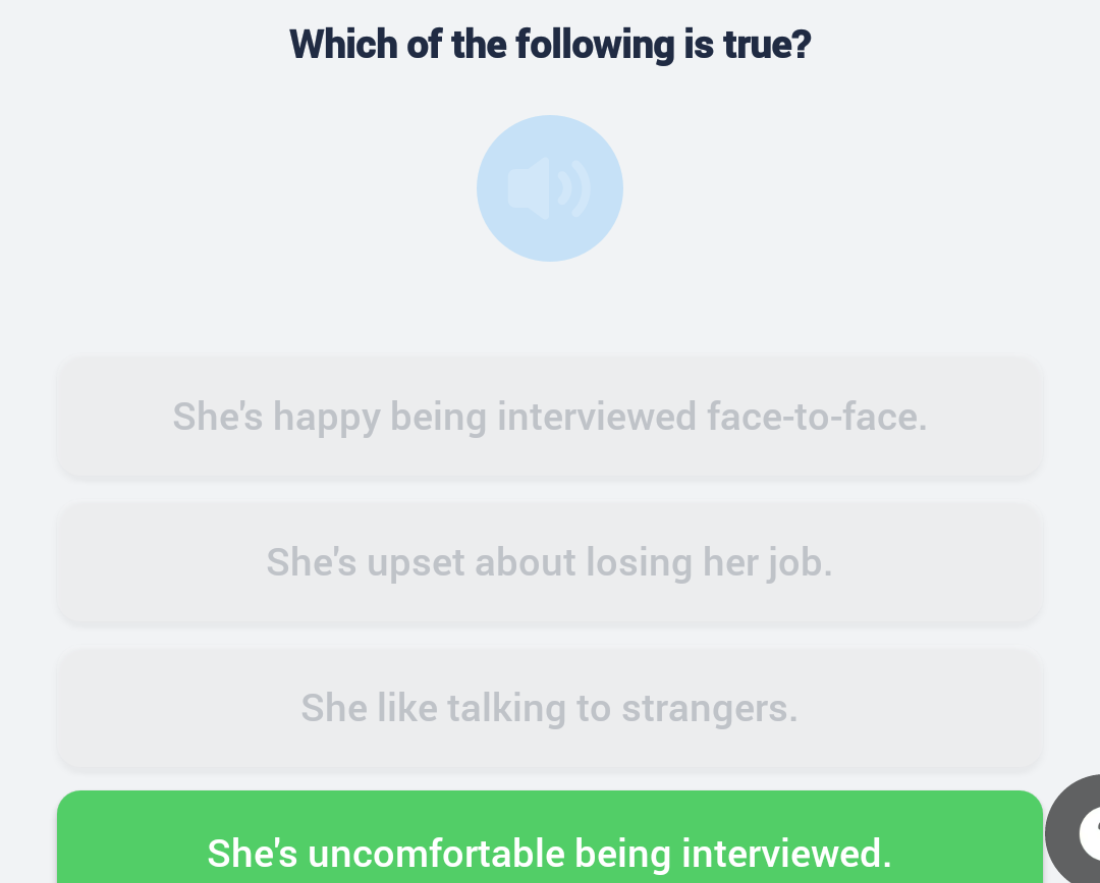 Which of the following is true?
She's happy being interviewed face-to-face.
She's upset about losing her job.
She like talking to strangers.
She's uncomfortable being interviewed.